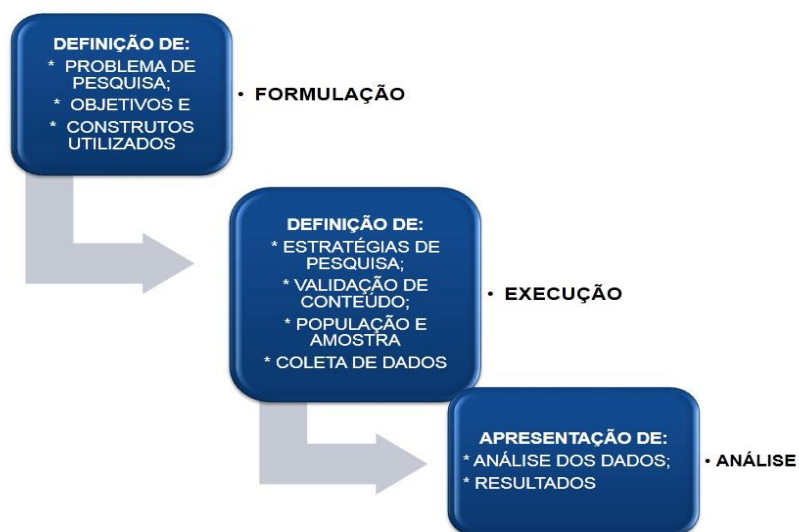 DEFINIÇÃO DE:
* PROBLEMA DE
PESQUISA;
* OBJETIVOS E
* CONSTRUTOS
UTILIZADOS
• FORMULAÇÃO
DEFINIÇÃO DE:
* ESTRATÉGIAS DE
PESQUISA;
* VALIDAÇÃO DE
CONTEÚDO;
* POPULAÇÃO E
AMOSTRA
* COLETA DE DADOS
• EXECUÇÃO
APRESENTAÇÃO DE:
* ANÁLISE DOS DADOS;
* RESULTADOS
• ANÁLISE